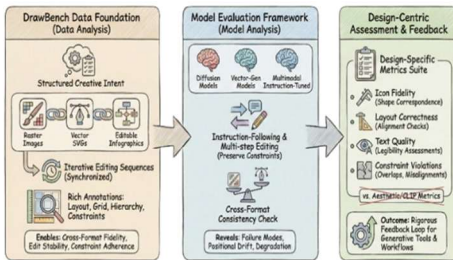 DrawBench Data Foundation
(Data Analysis)
Structured Creative Intent
Raster
Images
Vector
SVGs
Editable
Infographics
Iterative Editing Sequences
(Synchronized)
Rich Annotations:
Layout, Grid, Hierarchy,
Constraints
Enables: Cross-Format Fidelity,
Edit Stability, Constraint Adherence
Model Evaluation Framework
(Model Analysis)
Diffusion
Models
Vector-Gen
Models
Multimodal
Instruction-Tuned
Instruction-Following &
Multi-step Editing
(Preserve Constraints)
Cross-Format
Consistency Check
Reveals: Failure Modes,
Positional Drift, Degradation
Design-Centric
Assessment & Feedback
Design-Specific
Metrics Suite
Icon Fidelity
(Shape Correspondence)
Layout Correctness
(Alignment Checks)
Text Quality
(Legibility Assessments)
Constraint Violations
(Overlaps, Misalignments)
vs. Aesthetic/CLIP Metrics
Outcome: Rigorous
Feedback Loop for
Generative Tools &
Workflows